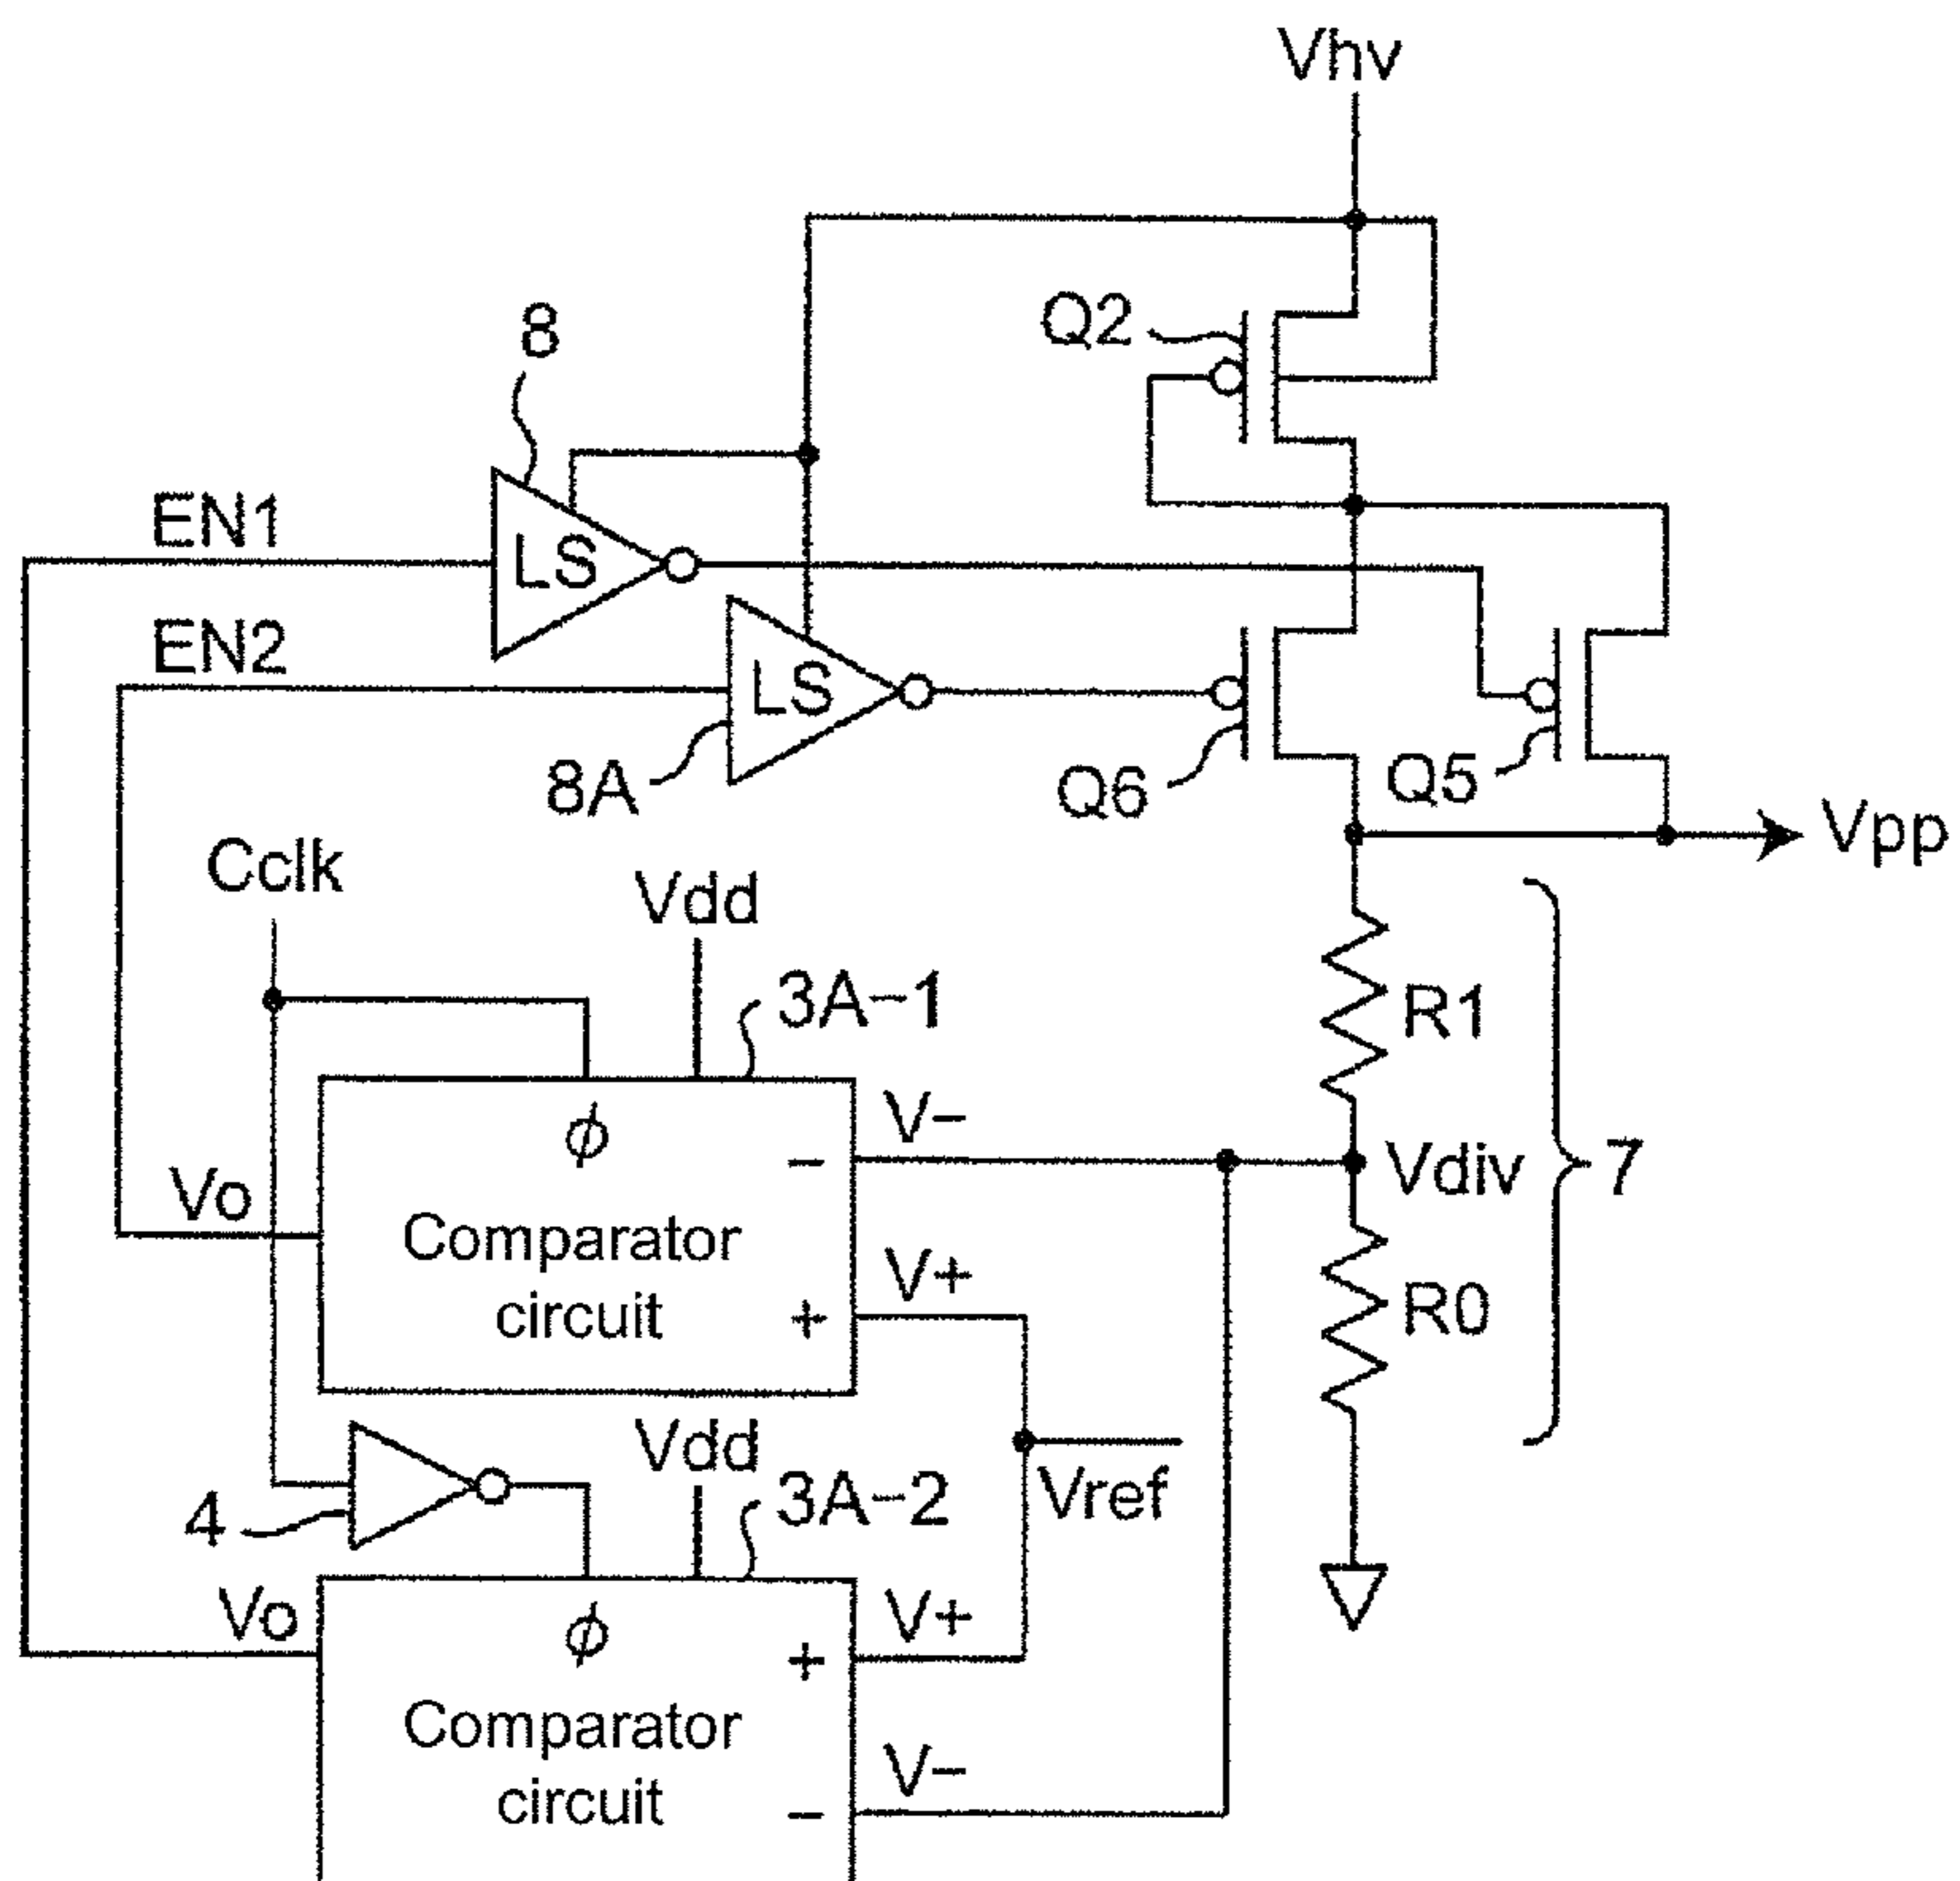 Vhv
Q2
8
EN1
LS
EN2
LS
8A
Q6
Q5
Vpp
Cclk
Vdd
3A-1
R1
ϕ
V-
-
Vdiv
7
Vo
Comparator
circuit
V+
+
R0
Vdd
3A-2
Vref
4
Vo
ϕ
V+
+
Comparator
circuit
V-
-